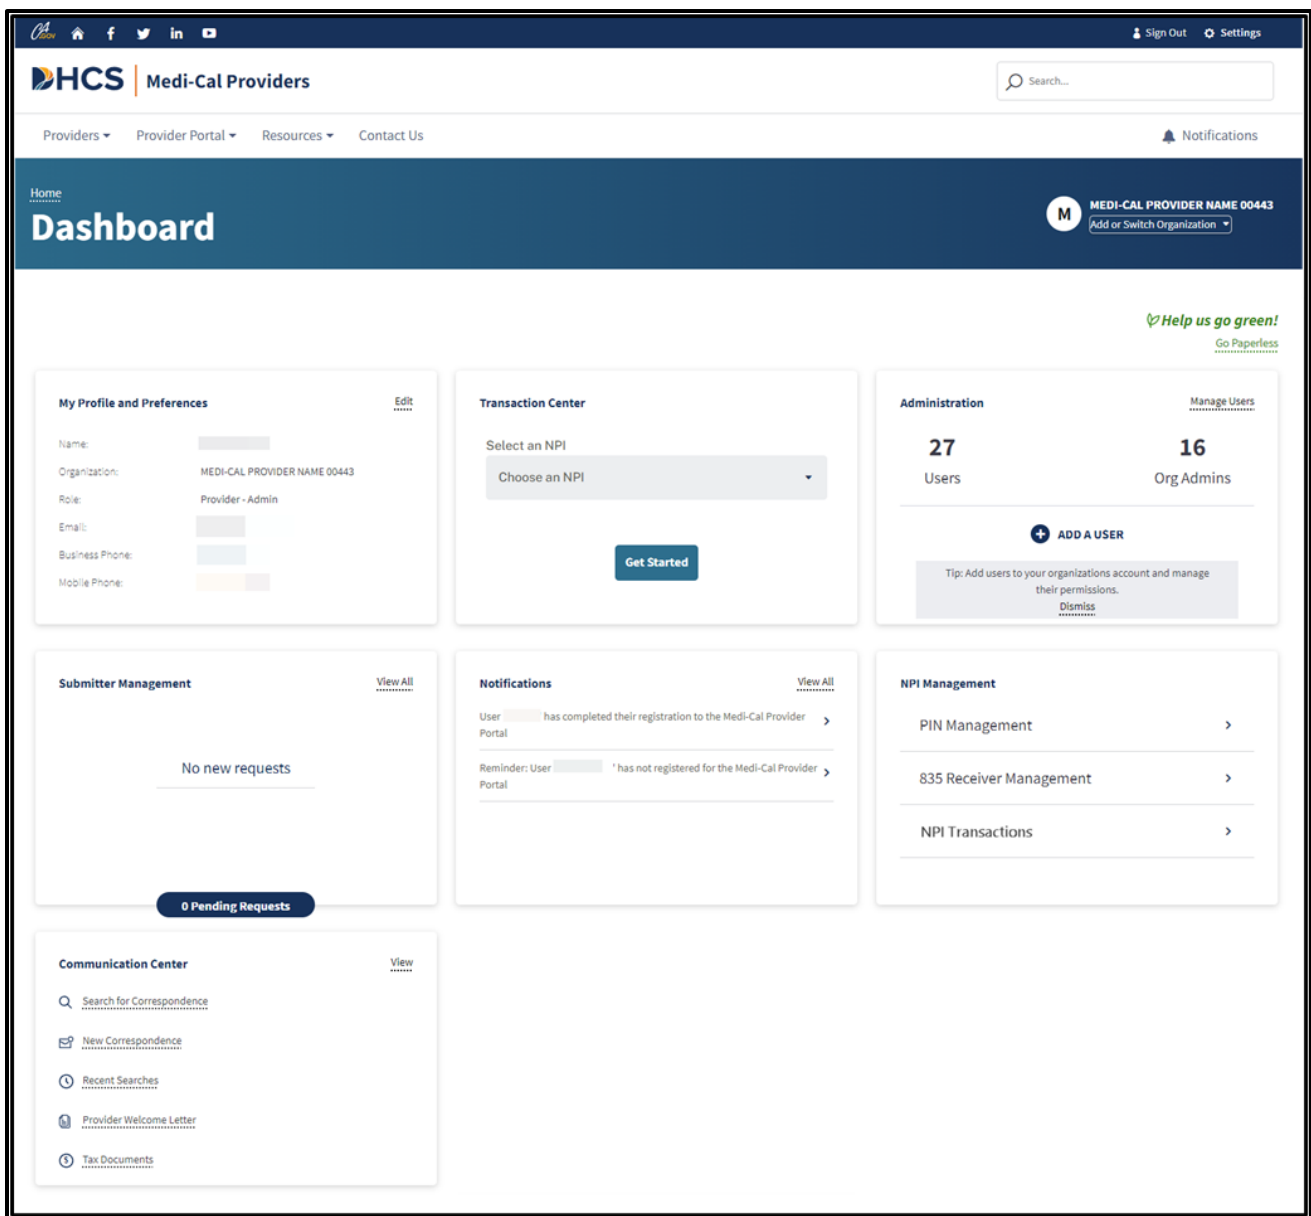 CA.GOV
Sign Out Settings
DHCS Medi-Cal Providers
Search...
Providers Provider Portal Resources Contact Us
Notifications
Home
Dashboard
M
MEDI-CAL PROVIDER NAME 00443
Add or Switch Organization
Help us go green!
Go Paperless
My Profile and Preferences
Edit
Name:
Organization: MEDI-CAL PROVIDER NAME 00443
Role: Provider - Admin
Email:
Business Phone:
Mobile Phone:
Transaction Center
Select an NPI
Choose an NPI
Get Started
Administration
Manage Users
27 16
Users Org Admins
ADD A USER
Tip: Add users to your organizations account and manage
their permissions.
Dismiss
Submitter Management
View All
No new requests
0 Pending Requests
Notifications
View All
User has completed their registration to the Medi-Cal Provider
Portal
Reminder: User ' has not registered for the Medi-Cal Provider
Portal
NPI Management
PIN Management
835 Receiver Management
NPI Transactions
Communication Center
View
Search for Correspondence
New Correspondence
Recent Searches
Provider Welcome Letter
Tax Documents